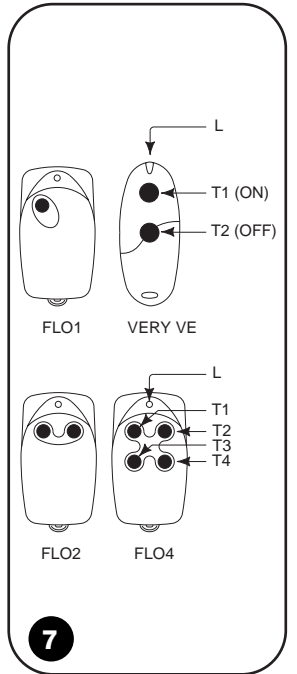 L
T1 (ON)
T2 (OFF)
FLO1 VERY VE
L
T1
T2
T3
T4
FLO2 FLO4
7